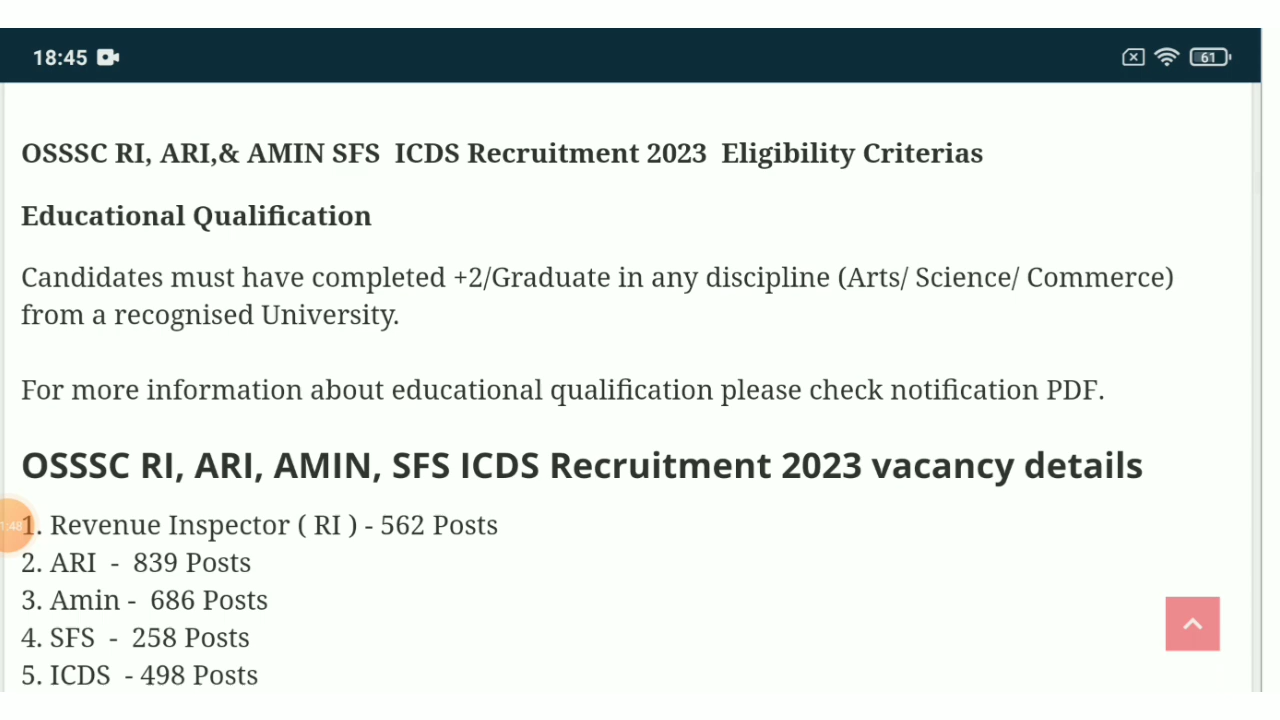 18:45
61
OSSSC RI, ARI,& AMIN SFS ICDS Recruitment 2023 Eligibility Criterias
Educational Qualification
Candidates must have completed +2/Graduate in any discipline (Arts/ Science/ Commerce)
from a recognised University.
For more information about educational qualification please check notification PDF.
OSSSC RI, ARI, AMIN, SFS ICDS Recruitment 2023 vacancy details
1:48
1. Revenue Inspector ( RI ) - 562 Posts
2. ARI - 839 Posts
3. Amin - 686 Posts
4. SFS - 258 Posts
5. ICDS - 498 Posts